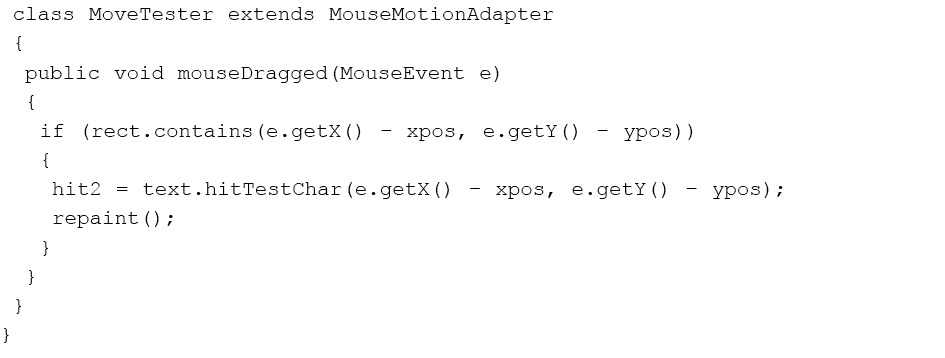 class MoveTester extends MouseMotionAdapter
{
public void mouseDragged(MouseEvent e)
{
if (rect.contains(e.getX() - xpos, e.getY() - ypos))
{
hit2 = text.hitTestChar(e.getX() - xpos, e.getY() - ypos);
repaint();
}
}
}
}